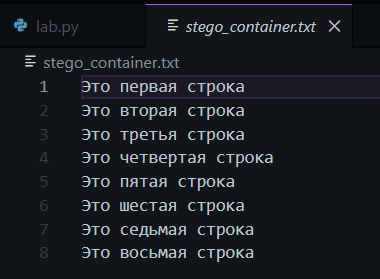 lab.py
stego_container.txt
stego_container.txt
1 Это первая строка
2 Это вторая строка
3 Это третья строка
4 Это четвертая строка
5 Это пятая строка
6 Это шестая строка
7 Это седьмая строка
8 Это восьмая строка